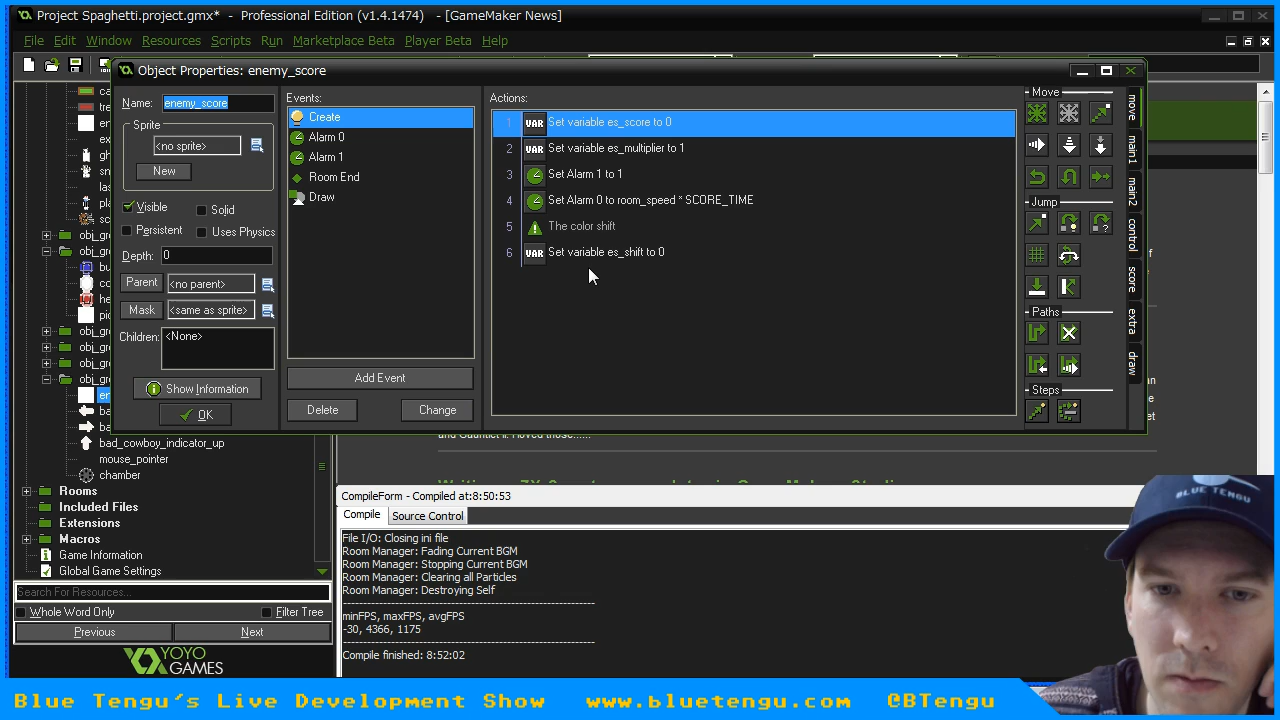 Project Spaghetti.project.gmx* - Professional Edition (v1.4.1474) - [GameMaker News]
File Edit Window Resources Scripts Run Marketplace Beta Player Beta Help
Object Properties: enemy_score
Name: enemy_score
Sprite
<no sprite>
New
Visible Solid
Persistent Uses Physics
Depth: 0
Parent <no parent>
Mask <same as sprite>
Children: <None>
Show Information
OK
Events:
Create
Alarm 0
Alarm 1
Room End
Draw
Add Event
Delete Change
Actions:
1 VAR Set variable es_score to 0
2 VAR Set variable es_multiplier to 1
3 Set Alarm 1 to 1
4 Set Alarm 0 to room_speed * SCORE_TIME
5 The color shift
6 VAR Set variable es_shift to 0
Move
Jump
Paths
Steps
move
main1
main2
control
score
extra
draw
bad_cowboy_indicator_up
mouse_pointer
chamber
Rooms
Included Files
Extensions
Macros
Game Information
Global Game Settings
Search For Resources...
Whole Word Only Filter Tree
Previous Next
YOYO
GAMES
and Gauntlet II. I loved those......
CompileForm - Compiled at:8:50:53
Compile Source Control
File I/O: Closing ini file
Room Manager: Fading Current BGM
Room Manager: Stopping Current BGM
Room Manager: Clearing all Particles
Room Manager: Destroying Self
minFPS, maxFPS, avgFPS
-30, 4366, 1175
Compile finished: 8:52:02
BLUE TENGU
Blue Tengu's Live Development Show www.bluetengu.com @BTengu